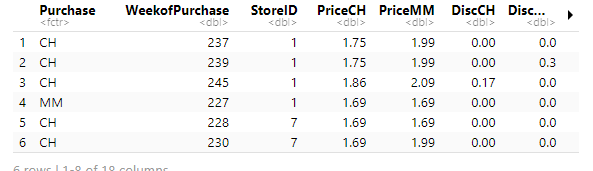 Purchase WeekofPurchase StoreID PriceCH PriceMM DiscCH Disc...
<fctr> <dbl> <dbl> <dbl> <dbl> <dbl> <dbl>
1 CH 237 1 1.75 1.99 0.00 0.0
2 CH 239 1 1.75 1.99 0.00 0.3
3 CH 245 1 1.86 2.09 0.17 0.0
4 MM 227 1 1.69 1.69 0.00 0.0
5 CH 228 7 1.69 1.69 0.00 0.0
6 CH 230 7 1.69 1.99 0.00 0.0
6 rows | 1-8 of 18 columns